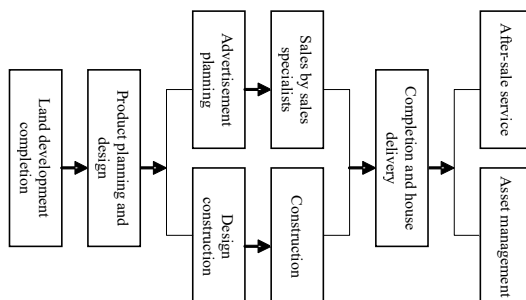 Land development
completion
Product planning and
design
Advertisement
planning
Sales by sales
specialists
Design
construction
Construction
Completion and house
delivery
After-sale service
Asset management